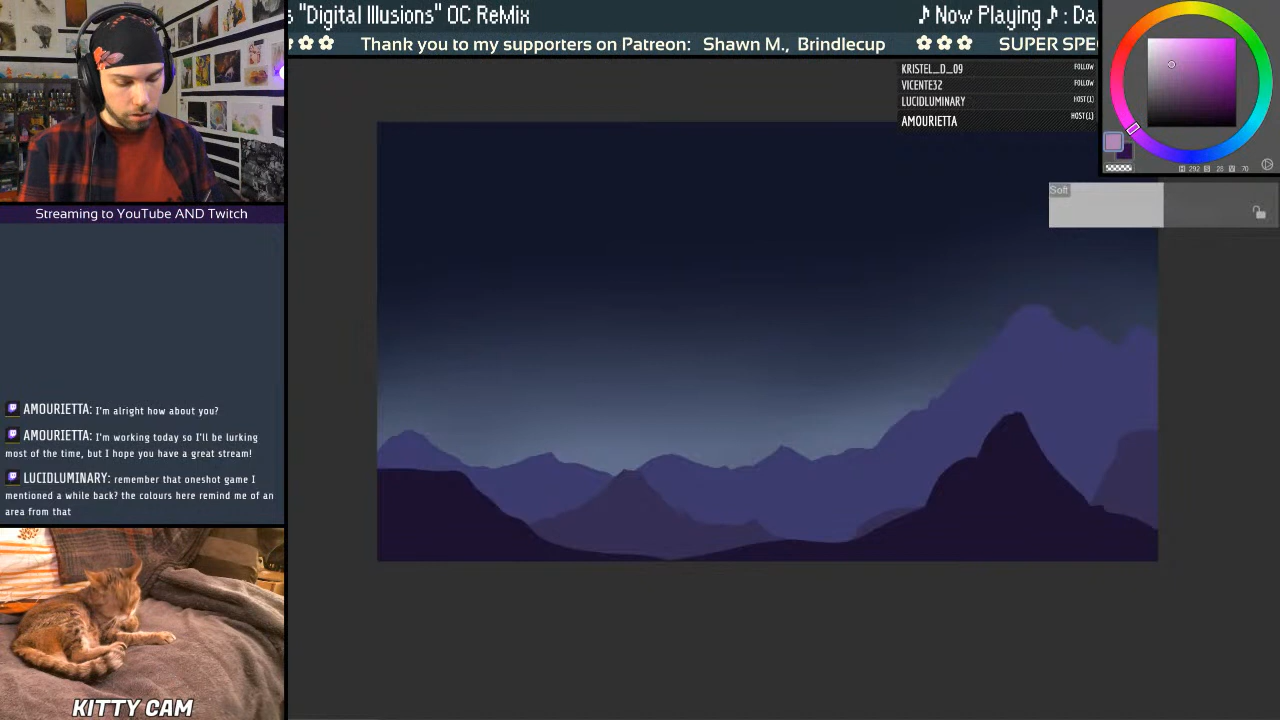 s "Digital Illusions" OC ReMix
♪ Now Playing ♪ : Da
✿ ✿ ✿ Thank you to my supporters on Patreon: Shawn M., Brindlecup ✿ ✿ ✿ SUPER SPE
KRISTEL_D_09 FOLLOW
VICENTE32 FOLLOW
LUCIDLUMINARY HOST(1)
AMOURIETTA HOST(1)
H 292 S 28 V 70
Soft
Streaming to YouTube AND Twitch
AMOURIETTA: I'm alright how about you?
AMOURIETTA: I'm working today so I'll be lurking
most of the time, but I hope you have a great stream!
LUCIDLUMINARY: remember that oneshot game I
mentioned a while back? the colours here remind me of an
area from that
KITTY CAM